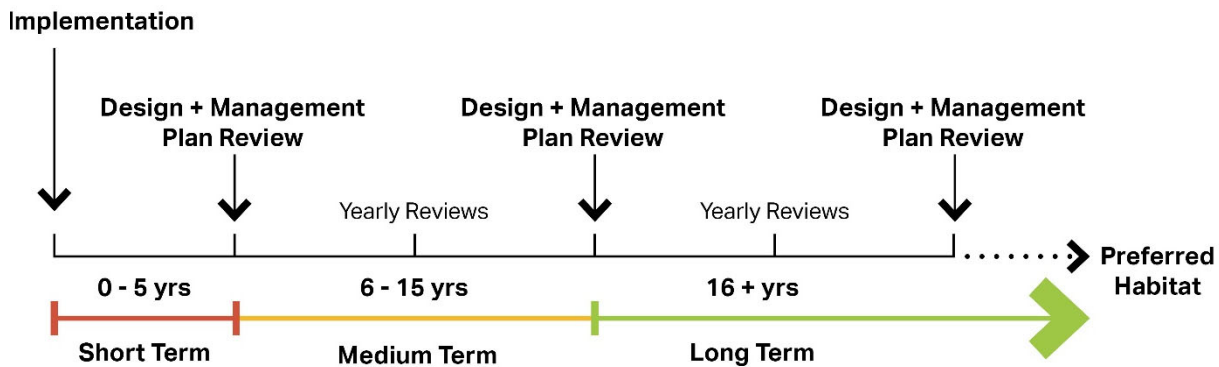 Implementation
Design + Management
Plan Review
Design + Management
Plan Review
Design + Management
Plan Review
Yearly Reviews
Yearly Reviews
Preferred
Habitat
0 - 5 yrs
6 - 15 yrs
16 + yrs
Short Term
Medium Term
Long Term